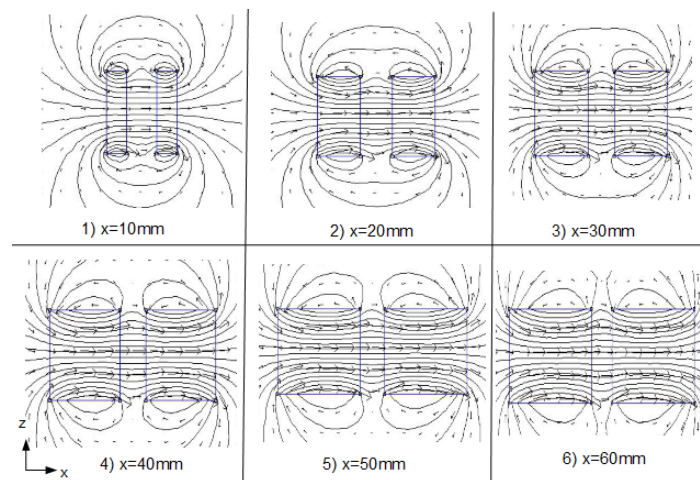 1) x=10mm
2) x=20mm
3) x=30mm
4) x=40mm
5) x=50mm
6) x=60mm
z
x